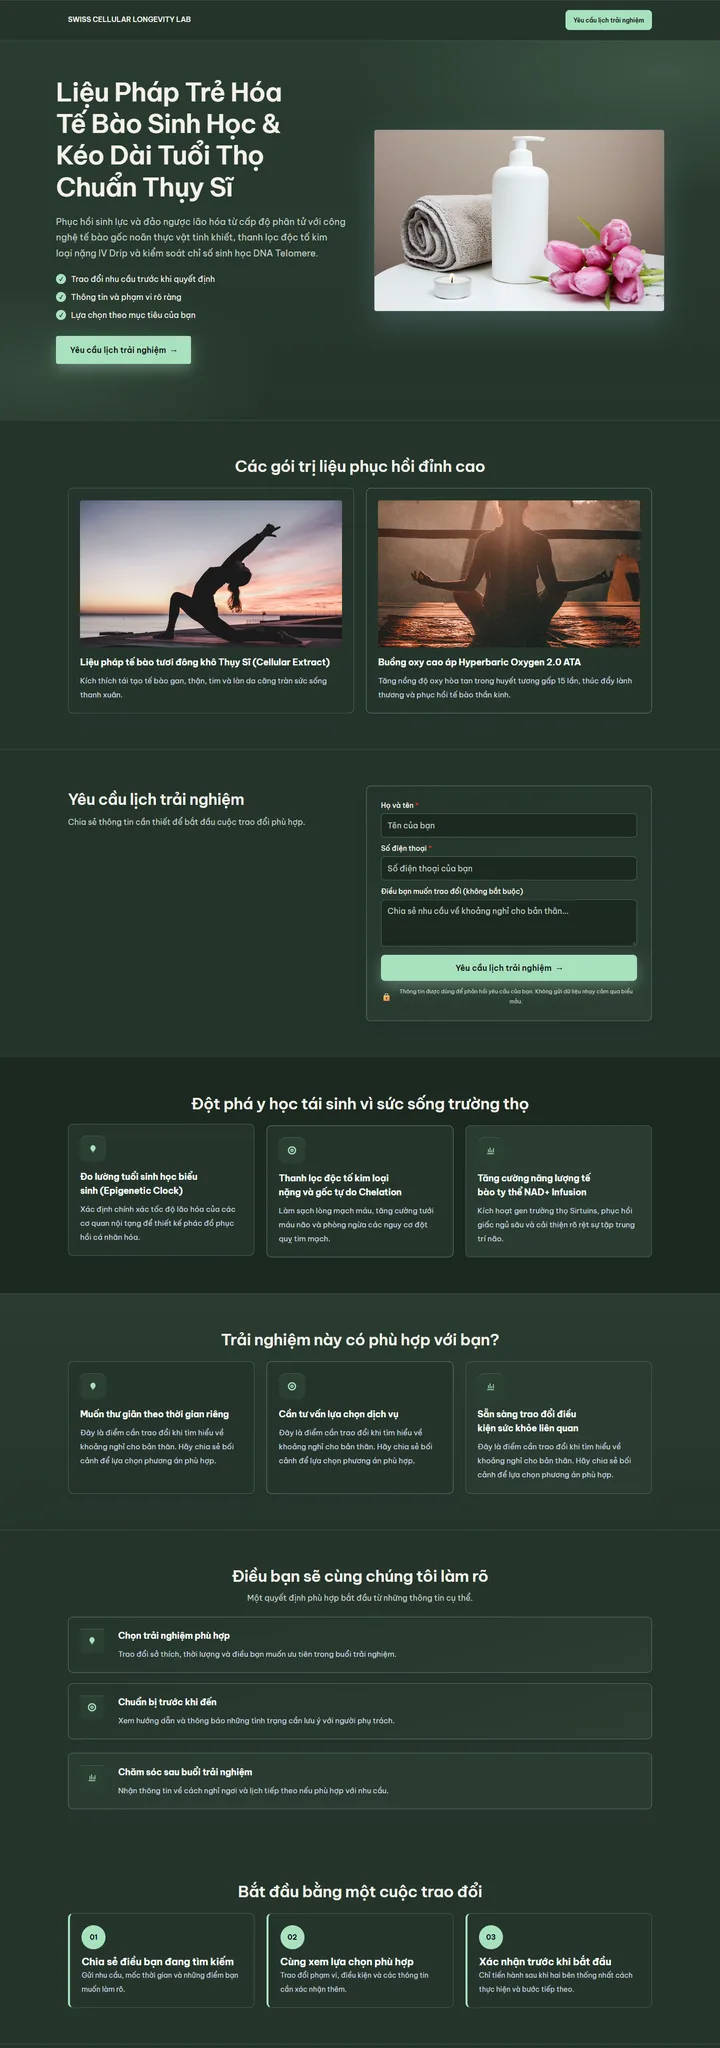 SWISS CELLULAR LONGEVITY LAB
Yêu cầu lịch trải nghiệm
Liệu Pháp Trẻ Hóa
Tế Bào Sinh Học &
Kéo Dài Tuổi Thọ
Chuẩn Thụy Sĩ
Phục hồi sinh lực và đảo ngược lão hóa từ cấp độ phân tử với công
nghệ tế bào gốc noãn thực vật tinh khiết, thanh lọc độc tố kim
loại nặng IV Drip và kiểm soát chỉ số sinh học DNA Telomere.
Trao đổi nhu cầu trước khi quyết định
Thông tin và phạm vi rõ ràng
Lựa chọn theo mục tiêu của bạn
Yêu cầu lịch trải nghiệm →
Các gói trị liệu phục hồi đỉnh cao
Liệu pháp tế bào tươi đông khô Thụy Sĩ (Cellular Extract)
Kích thích tái tạo tế bào gan, thận, tim và làn da căng tràn sức sống
thanh xuân.
Buồng oxy cao áp Hyperbaric Oxygen 2.0 ATA
Tăng nồng độ oxy hòa tan trong huyết tương gấp 15 lần, thúc đẩy lành
thương và phục hồi tế bào thần kinh.
Yêu cầu lịch trải nghiệm
Chia sẻ thông tin cần thiết để bắt đầu cuộc trao đổi phù hợp.
Họ và tên *
Tên của bạn
Số điện thoại *
Số điện thoại của bạn
Điều bạn muốn trao đổi (không bắt buộc)
Chia sẻ nhu cầu về khoảng nghỉ cho bản thân...
Yêu cầu lịch trải nghiệm →
Thông tin được dùng để phản hồi yêu cầu của bạn. Không gửi dữ liệu nhạy cảm qua biểu
mẫu.
Đột phá y học tái sinh vì sức sống trường thọ
Đo lường tuổi sinh học biểu
sinh (Epigenetic Clock)
Xác định chính xác tốc độ lão hóa của các
cơ quan nội tạng để thiết kế phác đồ phục
hồi cá nhân hóa.
Thanh lọc độc tố kim loại
nặng và gốc tự do Chelation
Làm sạch lòng mạch máu, tăng cường tưới
máu não và phòng ngừa các nguy cơ đột
quỵ tim mạch.
Tăng cường năng lượng tế
bào ty thể NAD+ Infusion
Kích hoạt gen trường thọ Sirtuins, phục hồi
giấc ngủ sâu và cải thiện rõ rệt sự tập trung
trí não.
Trải nghiệm này có phù hợp với bạn?
Muốn thư giãn theo thời gian riêng
Đây là điểm cần trao đổi khi tìm hiểu về
khoảng nghỉ cho bản thân. Hãy chia sẻ bối
cảnh để lựa chọn phương án phù hợp.
Cần tư vấn lựa chọn dịch vụ
Đây là điểm cần trao đổi khi tìm hiểu về
khoảng nghỉ cho bản thân. Hãy chia sẻ bối
cảnh để lựa chọn phương án phù hợp.
Sẵn sàng trao đổi điều
kiện sức khỏe liên quan
Đây là điểm cần trao đổi khi tìm hiểu về
khoảng nghỉ cho bản thân. Hãy chia sẻ bối
cảnh để lựa chọn phương án phù hợp.
Điều bạn sẽ cùng chúng tôi làm rõ
Một quyết định phù hợp bắt đầu từ những thông tin cụ thể.
Chọn trải nghiệm phù hợp
Trao đổi sở thích, thời lượng và điều bạn muốn ưu tiên trong buổi trải nghiệm.
Chuẩn bị trước khi đến
Xem hướng dẫn và thông báo những tình trạng cần lưu ý với người phụ trách.
Chăm sóc sau buổi trải nghiệm
Nhận thông tin về cách nghỉ ngơi và lịch tiếp theo nếu phù hợp với nhu cầu.
Bắt đầu bằng một cuộc trao đổi
01
Chia sẻ điều bạn đang tìm kiếm
Gửi nhu cầu, mốc thời gian và những điểm bạn
muốn làm rõ.
02
Cùng xem lựa chọn phù hợp
Trao đổi phạm vi, điều kiện và các thông tin
cần xác nhận thêm.
03
Xác nhận trước khi bắt đầu
Chỉ tiến hành sau khi hai bên thống nhất cách
thực hiện và bước tiếp theo.